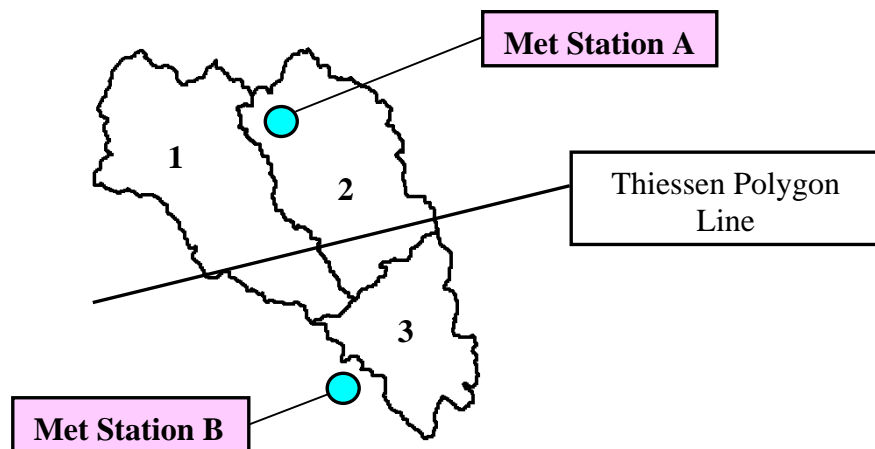 Met Station A
1
2
Thiessen Polygon
Line
3
Met Station B